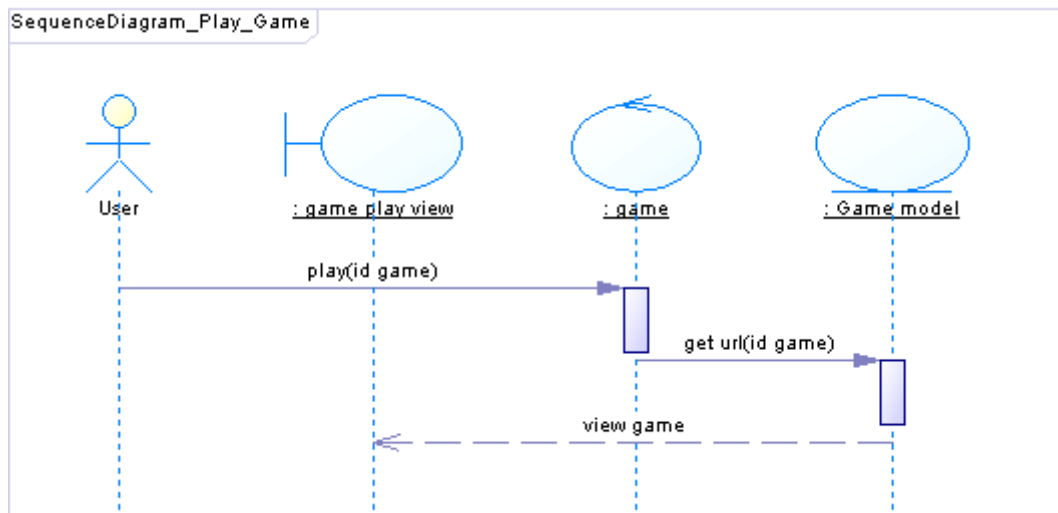 SequenceDiagram_Play_Game
User
: game play view
: game
: Game model
play(id game)
get url(id game)
view game